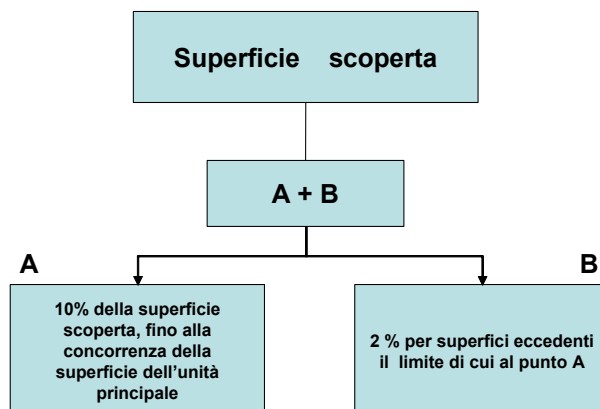 Superficie scoperta
A + B
A
B
10% della superficie
scoperta, fino alla
concorrenza della
superficie dell'unità
principale
2 % per superfici eccedenti
il limite di cui al punto A